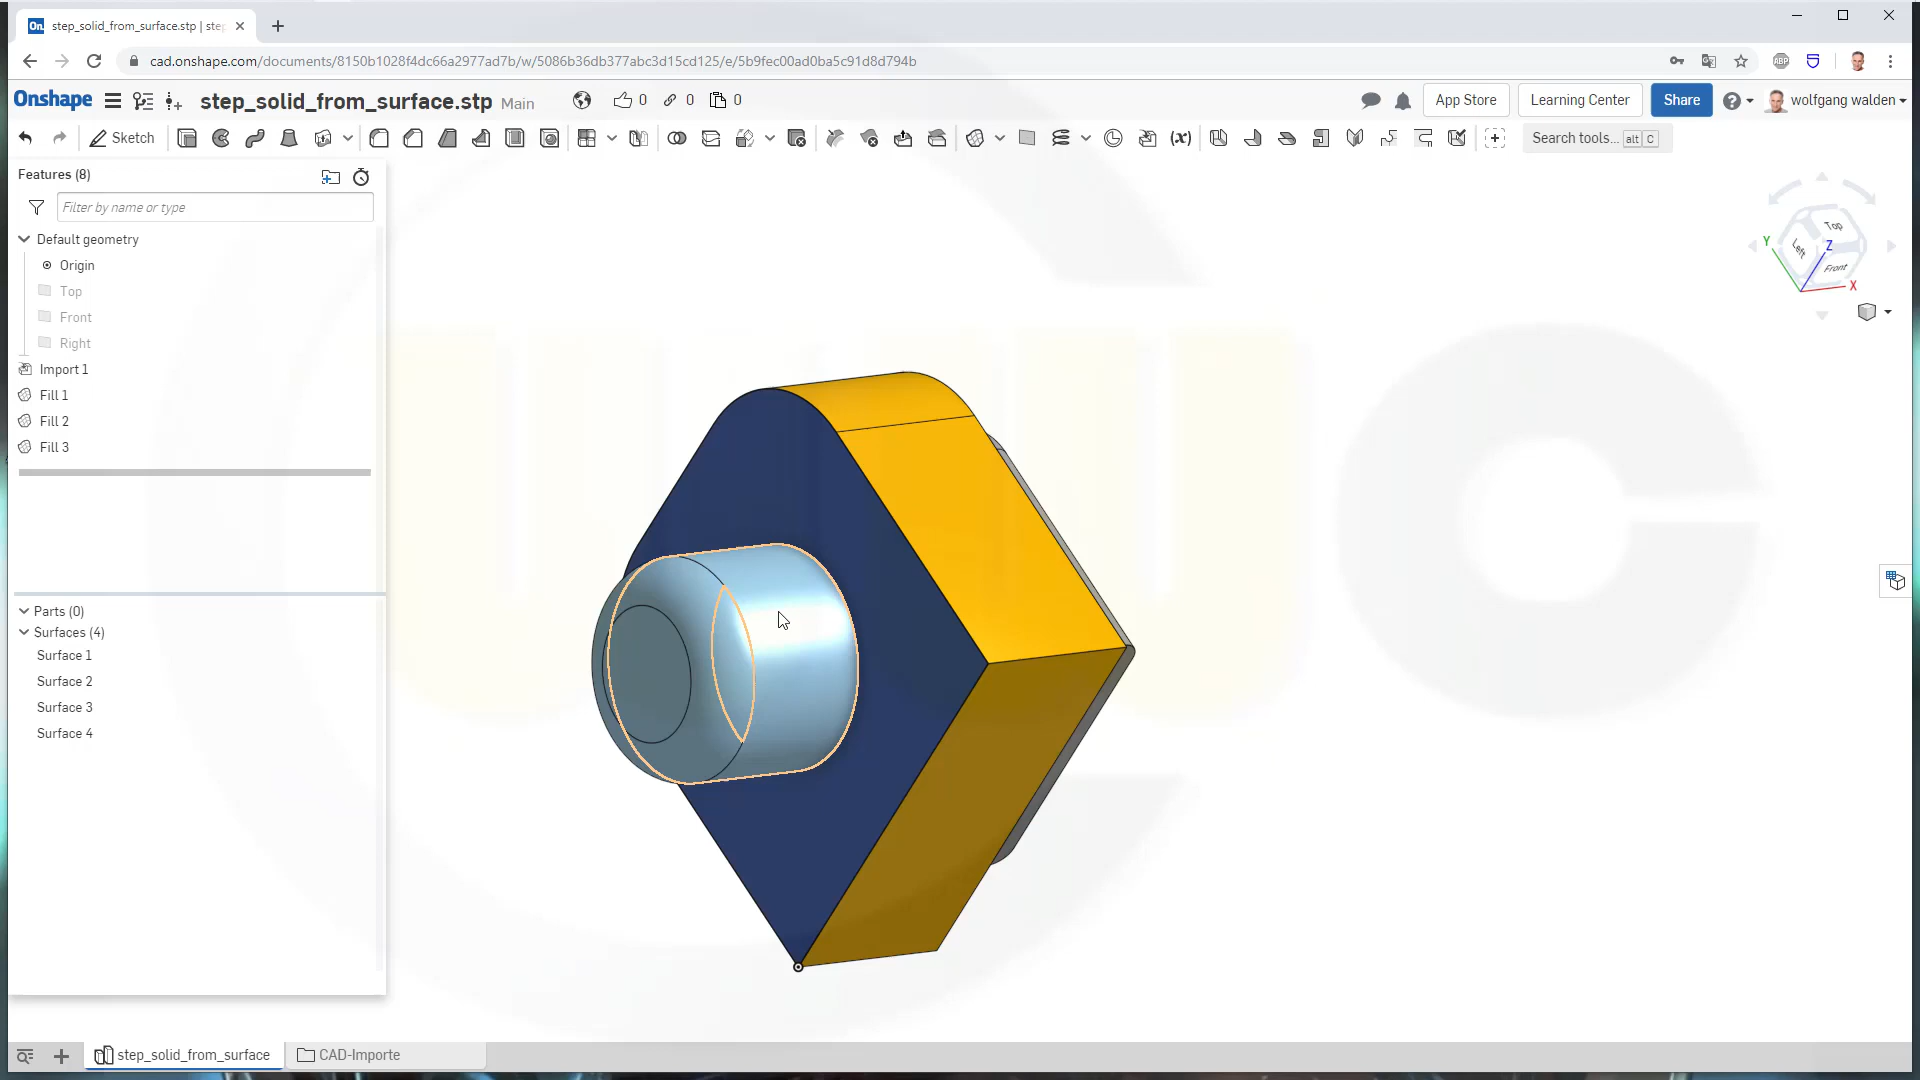 On step_solid_from_surface.stp | ste
cad.onshape.com/documents/8150b1028f4dc66a2977ad7b/w/5086b36db377abc3d15cd125/e/5b9fec00ad0ba5c91d8d794b
ABP
Onshape step_solid_from_surface.stp Main 0 0 0 App Store Learning Center Share wolfgang walden
Sketch (x) Search tools... alt C
Features (8)
Filter by name or type
Default geometry
Origin
Top
Front
Right
Import 1
Fill 1
Fill 2
Fill 3
Top
Left
Front
Y
Z
X
Parts (0)
Surfaces (4)
Surface 1
Surface 2
Surface 3
Surface 4
step_solid_from_surface CAD-Importe